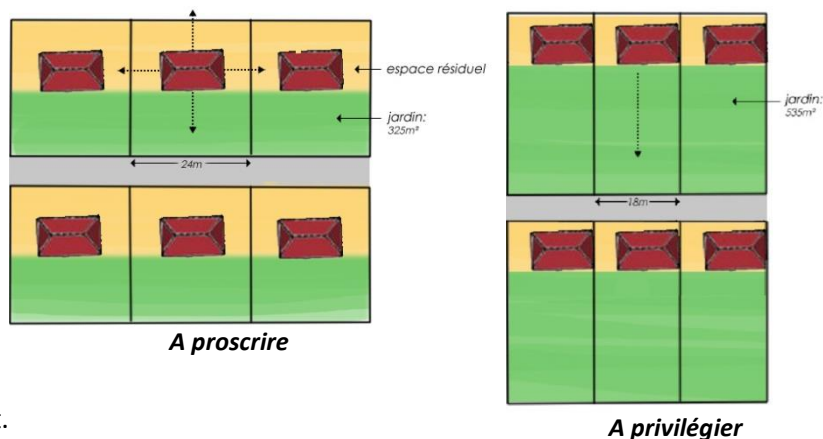 espace résiduel
jardin:
325m²
24m
A proscrire
jardin:
535m²
18m
A privilégier